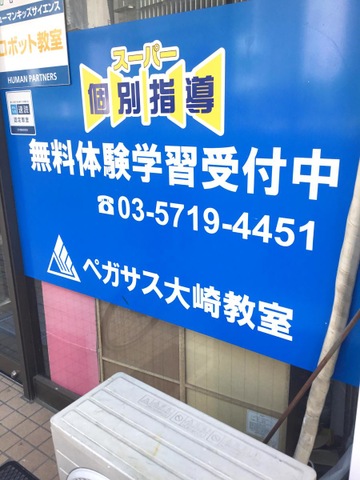 ューマンキッズサイエンス
ロボット教室
HUMAN PARTNERS
スーパー
個別指導
無料体験学習受付中
☎03-5719-4451
ペガサス大崎教室